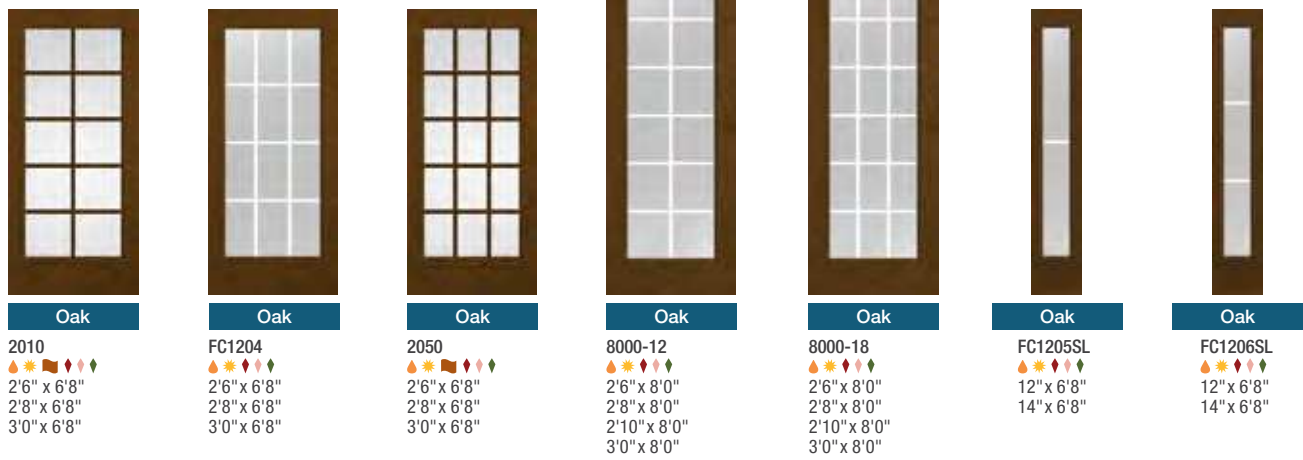 Oak
2010
2'6" x 6'8"
2'8" x 6'8"
3'0" x 6'8"
Oak
FC1204
2'6" x 6'8"
2'8" x 6'8"
3'0" x 6'8"
Oak
2050
2'6" x 6'8"
2'8" x 6'8"
3'0" x 6'8"
Oak
8000-12
2'6" x 8'0"
2'8" x 8'0"
2'10" x 8'0"
3'0" x 8'0"
Oak
8000-18
2'6" x 8'0"
2'8" x 8'0"
2'10" x 8'0"
3'0" x 8'0"
Oak
FC1205SL
12" x 6'8"
14" x 6'8"
Oak
FC1206SL
12" x 6'8"
14" x 6'8"